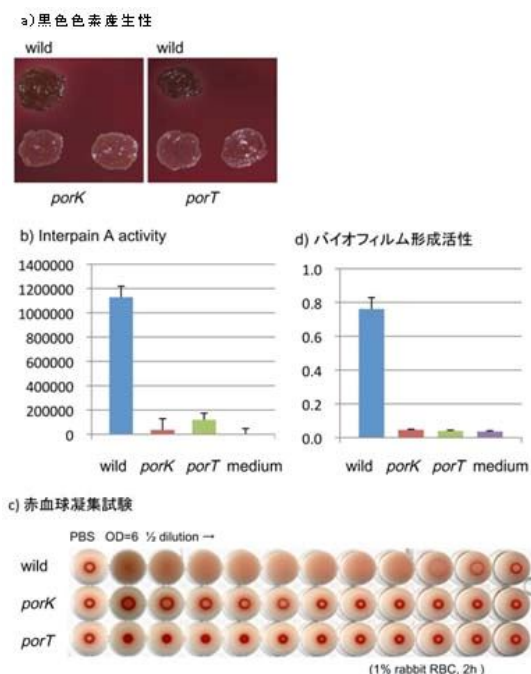 a)黒色色素産生性
wild wild
porK porT
b) Interpain A activity
1400000
1200000
1000000
800000
600000
400000
200000
0
wild porK porT medium
d) バイオフィルム形成活性
1.0
0.8
0.6
0.4
0.2
0.0
wild porK porT medium
c) 赤血球凝集試験
PBS OD=6 ½ dilution →
wild
porK
porT
(1% rabbit RBC, 2h)